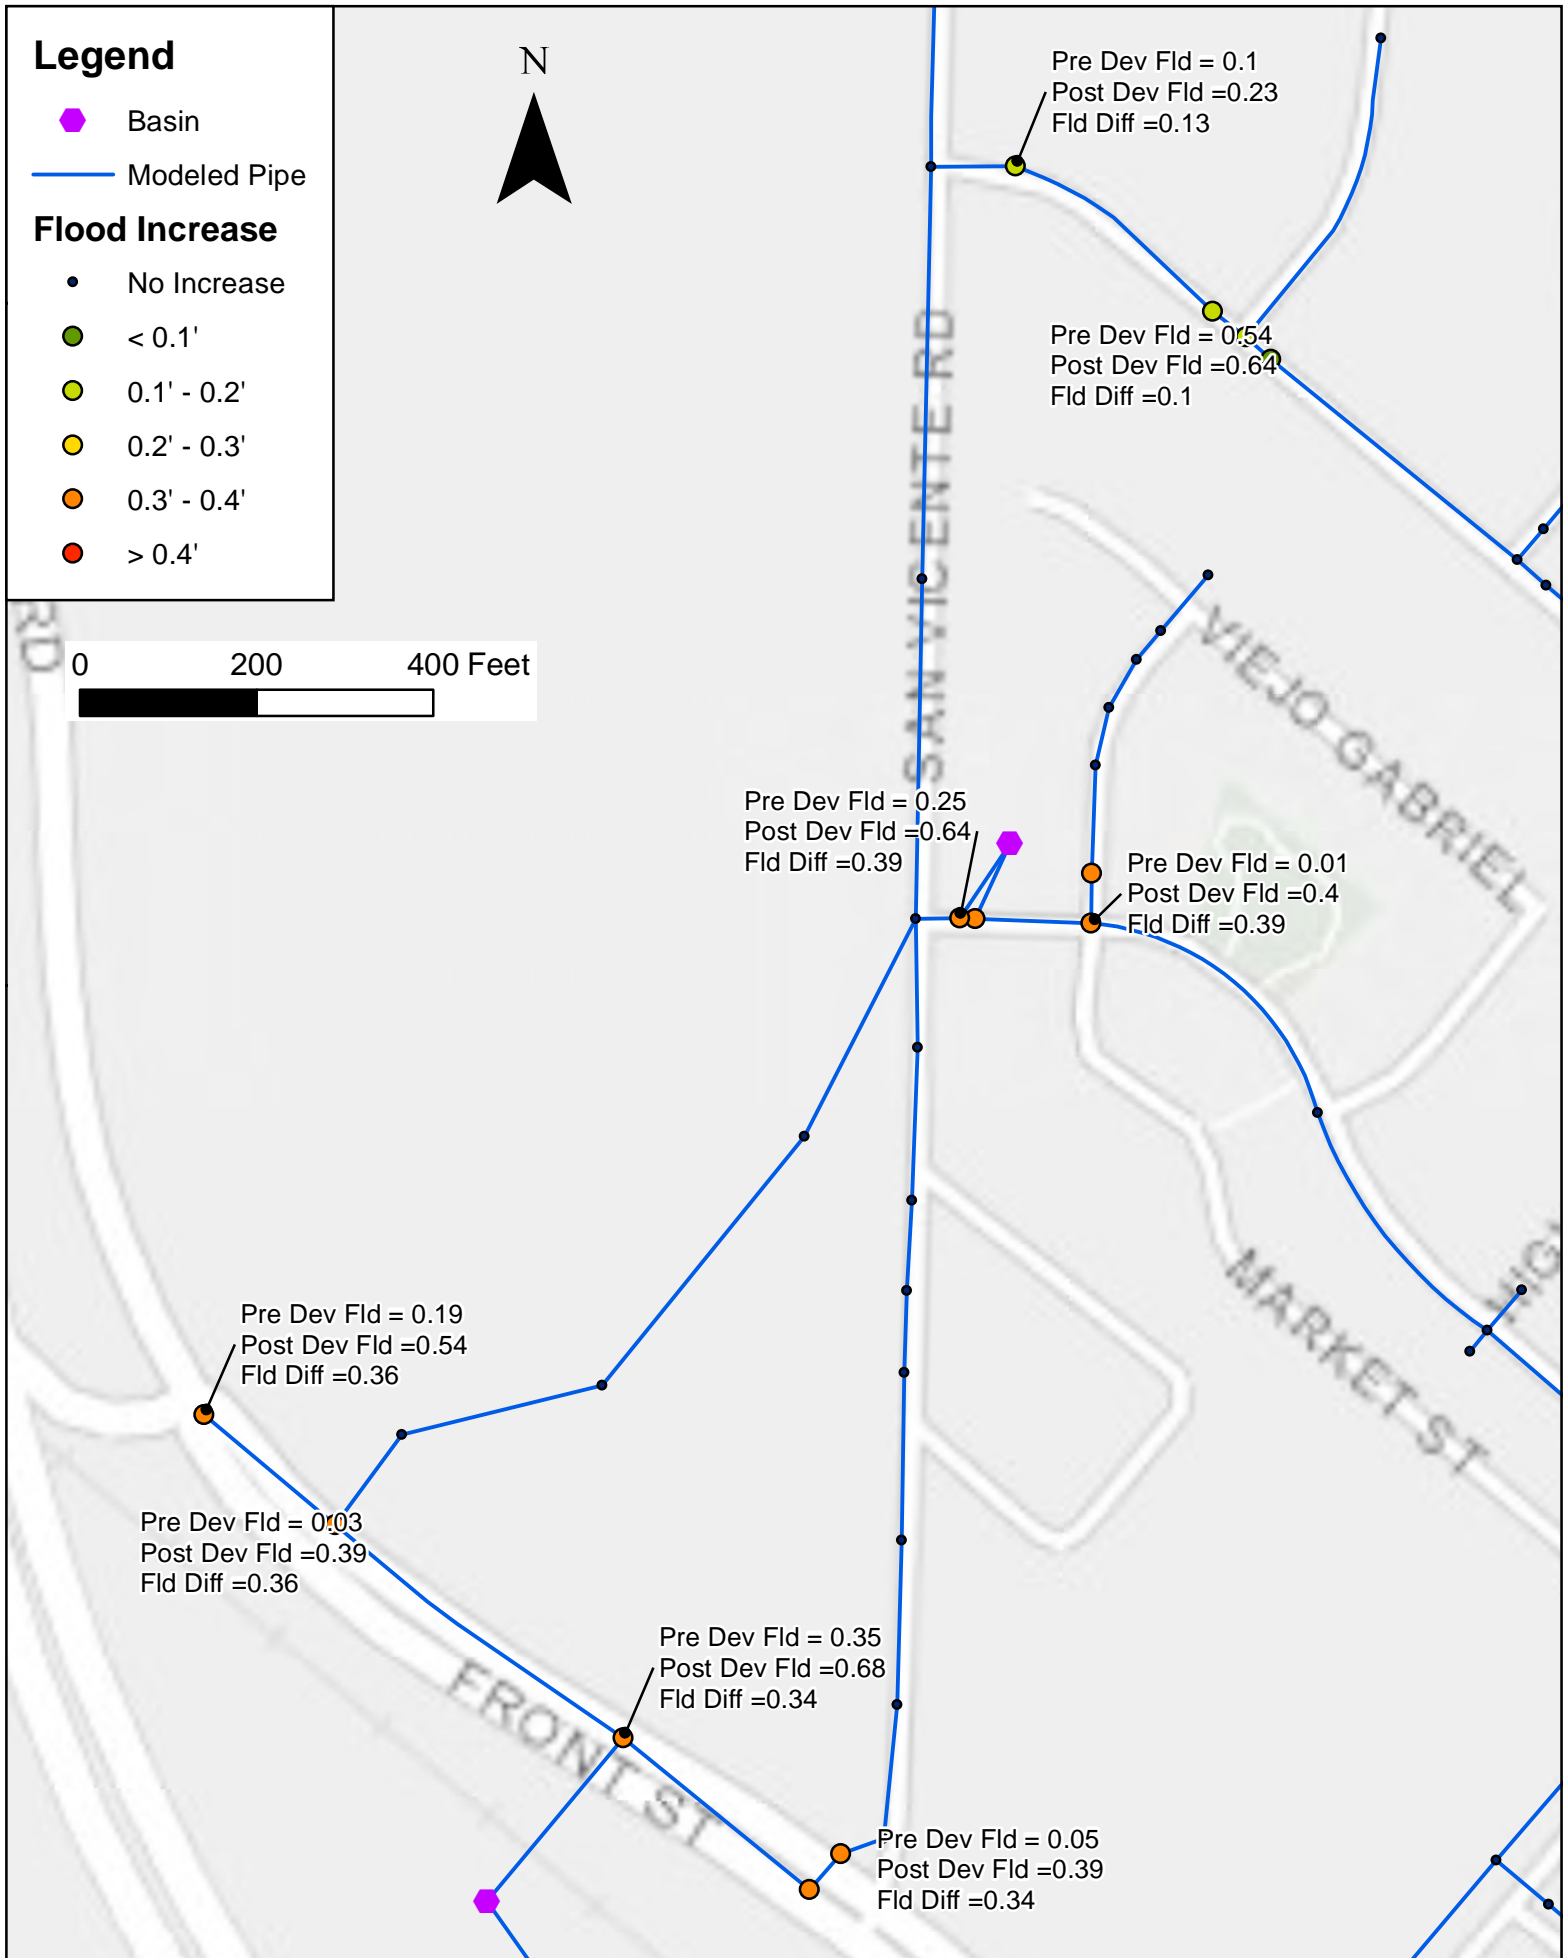 Legend
Basin
Modeled Pipe
Flood Increase
No Increase
< 0.1'
0.1' - 0.2'
0.2' - 0.3'
0.3' - 0.4'
> 0.4'
N
RD
0 200 400 Feet
Pre Dev Fld = 0.1
Post Dev Fld =0.23
Fld Diff =0.13
Pre Dev Fld = 0.54
Post Dev Fld =0.64
Fld Diff =0.1
SAN VICENTE RD
VIEJO GABRIEL
Pre Dev Fld = 0.25
Post Dev Fld =0.64
Fld Diff =0.39
Pre Dev Fld = 0.01
Post Dev Fld =0.4
Fld Diff =0.39
MARKET ST
Pre Dev Fld = 0.19
Post Dev Fld =0.54
Fld Diff =0.36
Pre Dev Fld = 0.03
Post Dev Fld =0.39
Fld Diff =0.36
Pre Dev Fld = 0.35
Post Dev Fld =0.68
Fld Diff =0.34
FRONT ST
Pre Dev Fld = 0.05
Post Dev Fld =0.39
Fld Diff =0.34